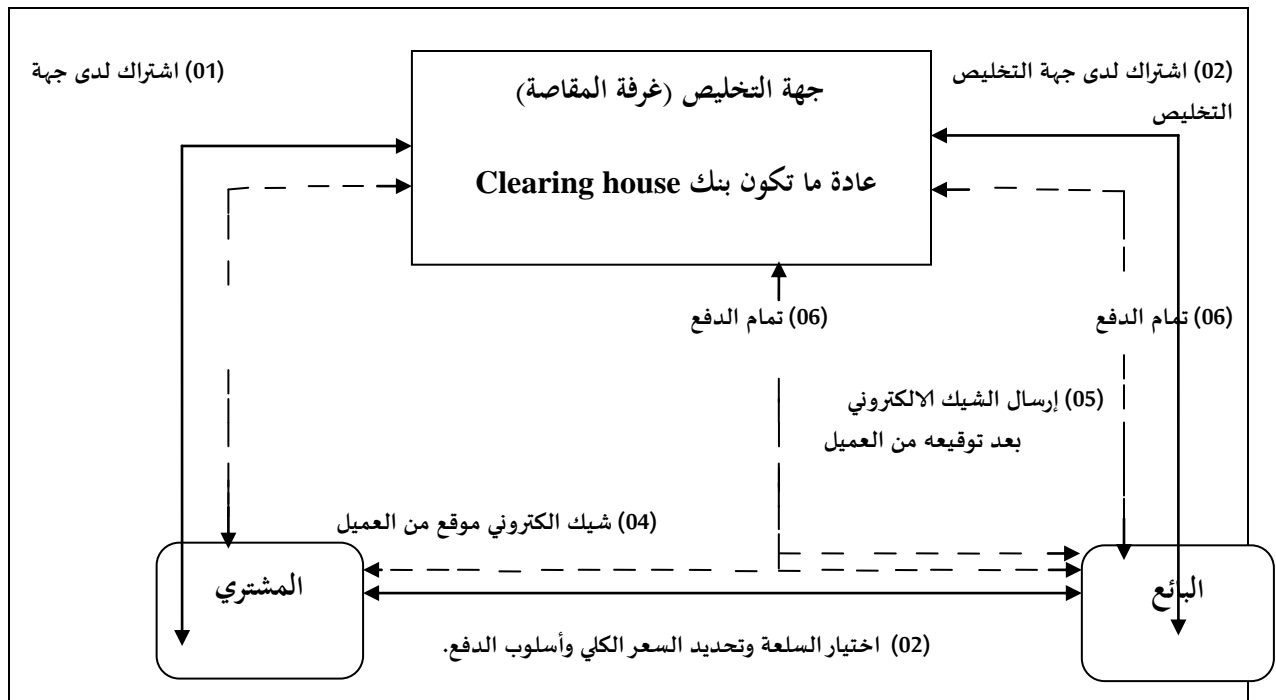 (02) اشتراك لدى جهة التخليص
التخليص
(01) اشتراك لدى جهة
جهة التخليص (غرفة المقاصة)
عادة ما تكون بنك Clearing house
(06) تمام الدفع
(06) تمام الدفع
(05) إرسال الشيك الالكتروني
بعد توقيعه من العميل
(04) شيك الكتروني موقع من العميل
البائع
المشتري
(02) اختيار السلعة وتحديد السعر الكلي وأسلوب الدفع.